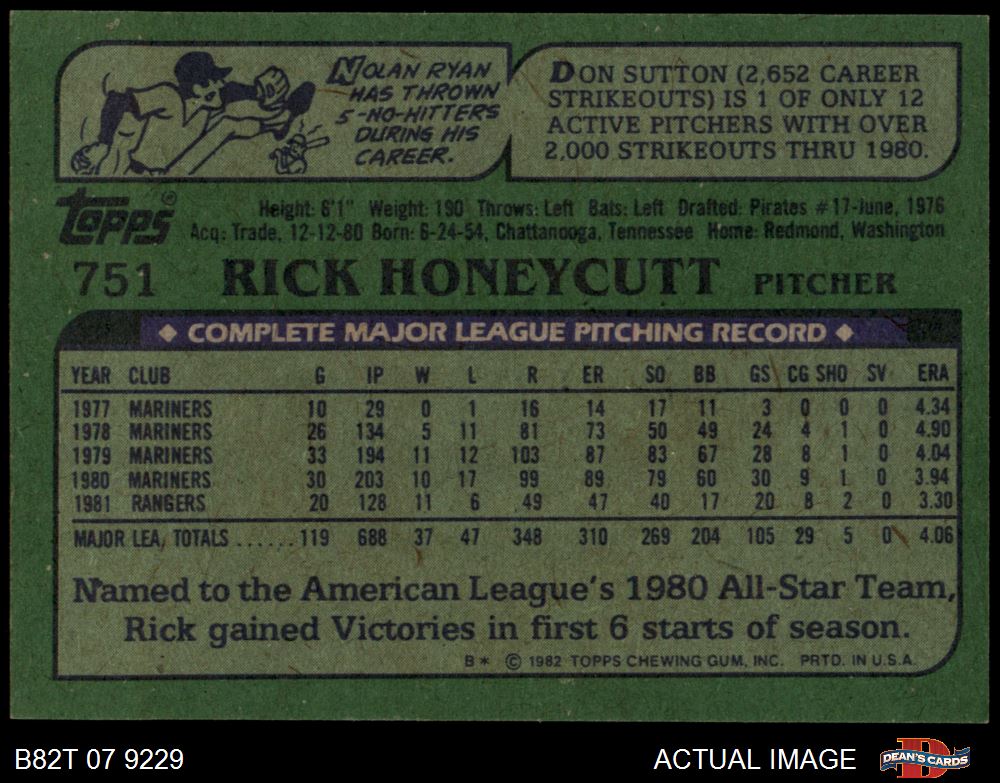 NOLAN RYAN
HAS THROWN
5-NO-HITTERS
DURING HIS
CAREER.
DON SUTTON (2,652 CAREER
STRIKEOUTS) IS 1 OF ONLY 12
ACTIVE PITCHERS WITH OVER
2,000 STRIKEOUTS THRU 1980.
TOPPS®
Height: 6'1" Weight: 190 Throws: Left Bats: Left Drafted: Pirates #17-June, 1976
Acq: Trade, 12-12-80 Born: 6-24-54, Chattanooga, Tennessee Home: Redmond, Washington
751 RICK HONEYCUTT PITCHER
◆ COMPLETE MAJOR LEAGUE PITCHING RECORD ◆
YEAR CLUB G IP W L R ER SO BB GS CG SHO SV ERA
1977 MARINERS 10 29 0 1 16 14 17 11 3 0 0 0 4.34
1978 MARINERS 26 134 5 11 81 73 50 49 24 4 1 0 4.90
1979 MARINERS 33 194 11 12 103 87 83 67 28 8 1 0 4.04
1980 MARINERS 30 203 10 17 99 89 79 60 30 9 1 0 3.94
1981 RANGERS 20 128 11 6 49 47 40 17 20 8 2 0 3.30
MAJOR LEA. TOTALS ...... 119 688 37 47 348 310 269 204 105 29 5 0 4.06
Named to the American League's 1980 All-Star Team,
Rick gained Victories in first 6 starts of season.
B* © 1982 TOPPS CHEWING GUM, INC. PRTD. IN U.S.A.
B82T 07 9229 ACTUAL IMAGE DEAN'S CARDS